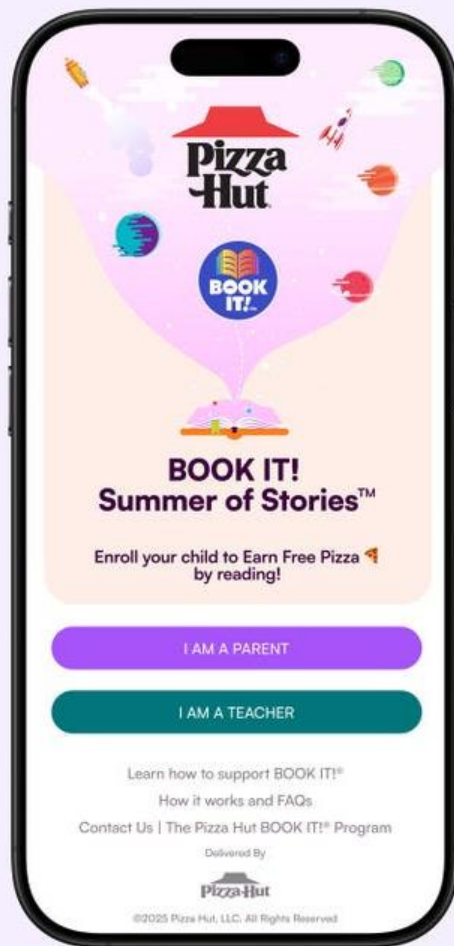 Pizza
Hut
BOOK
IT!™
BOOK IT!
Summer of Stories™
Enroll your child to Earn Free Pizza 🍕
by reading!
I AM A PARENT
I AM A TEACHER
Learn how to support BOOK IT!®
How it works and FAQs
Contact Us | The Pizza Hut BOOK IT!® Program
Delivered By
Pizza Hut
©2025 Pizza Hut, LLC. All Rights Reserved